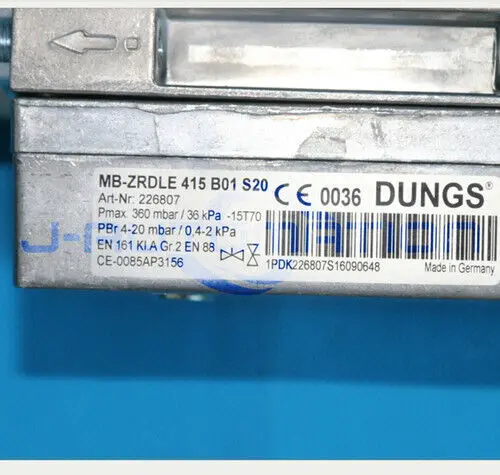 MB-ZRDLE 415 B01 S20
CE 0036 DUNGS®
Art-Nr: 226807
Pmax. 360 mbar / 36 kPa -15T70
PBr 4-20 mbar / 0,4-2 kPa
EN 161 Kl.A Gr.2 EN 88
CE-0085AP3156
1PDK226807S16090648
Made in Germany